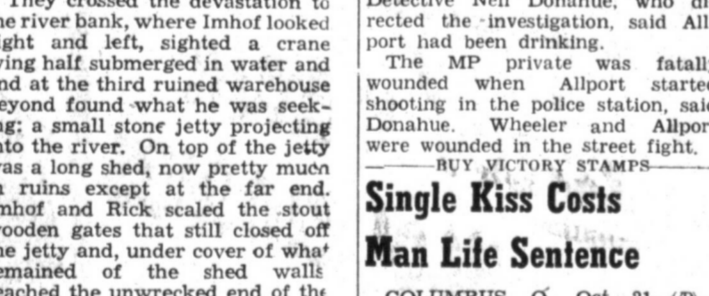 They crossed the devastation to
he river bank, where Imhof looked
ight and left, sighted a crane
ying half submerged in water and
nd at the third ruined warehouse
eyond found what he was seek-
ng: a small stone jetty projecting
nto the river. On top of the jetty
as a long shed, now pretty much
ruins except at the far end.
mhof and Rick scaled the stout
ooden gates that still closed off
he jetty and, under cover of what
emained of the shed walls
eached the unwrecked end of the
Detective Neil Donahue, who di-
rected the investigation, said All-
port had been drinking.
The MP private was fatall
wounded when Allport starte
shooting in the police station, sai
Donahue. Wheeler and Allpor
were wounded in the street fight.
BUY VICTORY STAMPS
Single Kiss Costs
Man Life Sentence
COLUMBUS, O., Oct. 21